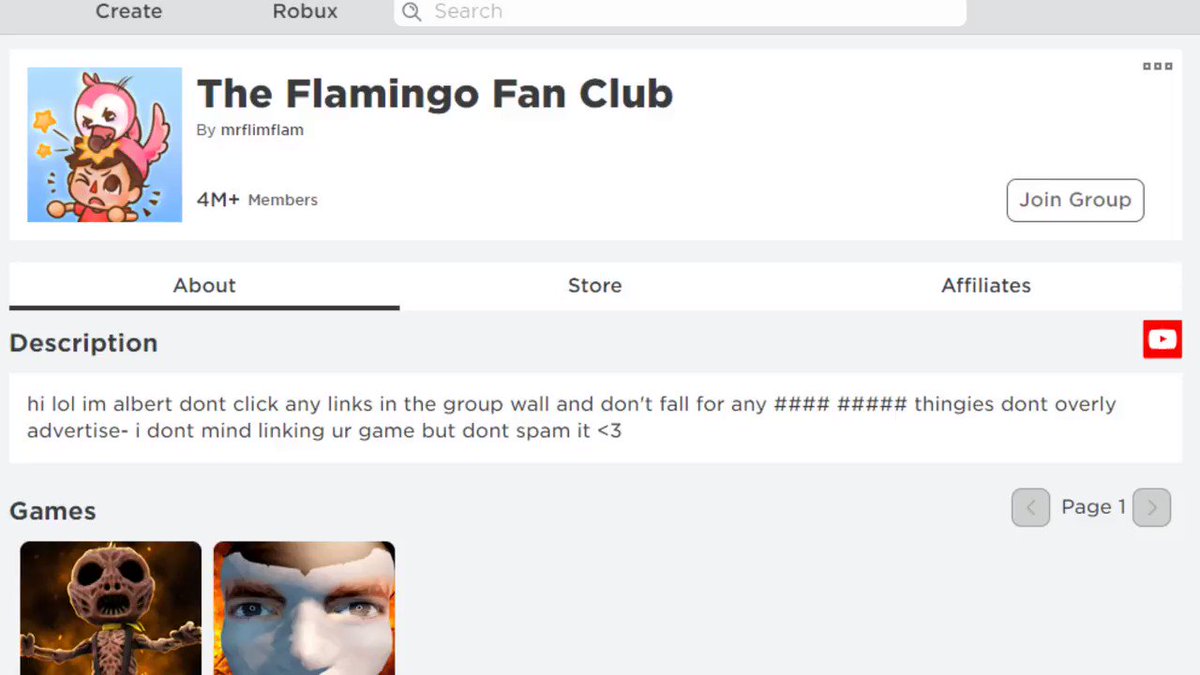 Create Robux Search
The Flamingo Fan Club
By mrflimflam
4M+ Members
Join Group
About Store Affiliates
Description
hi lol im albert dont click any links in the group wall and don't fall for any #### ##### thingies dont overly
advertise- i dont mind linking ur game but dont spam it <3
Games
Page 1